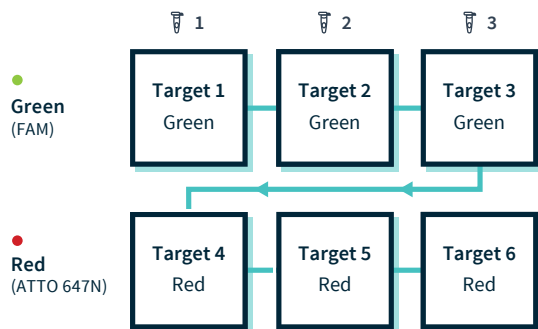 1 2 3
Green
(FAM)
Target 1
Green
Target 2
Green
Target 3
Green
Red
(ATTO 647N)
Target 4
Red
Target 5
Red
Target 6
Red